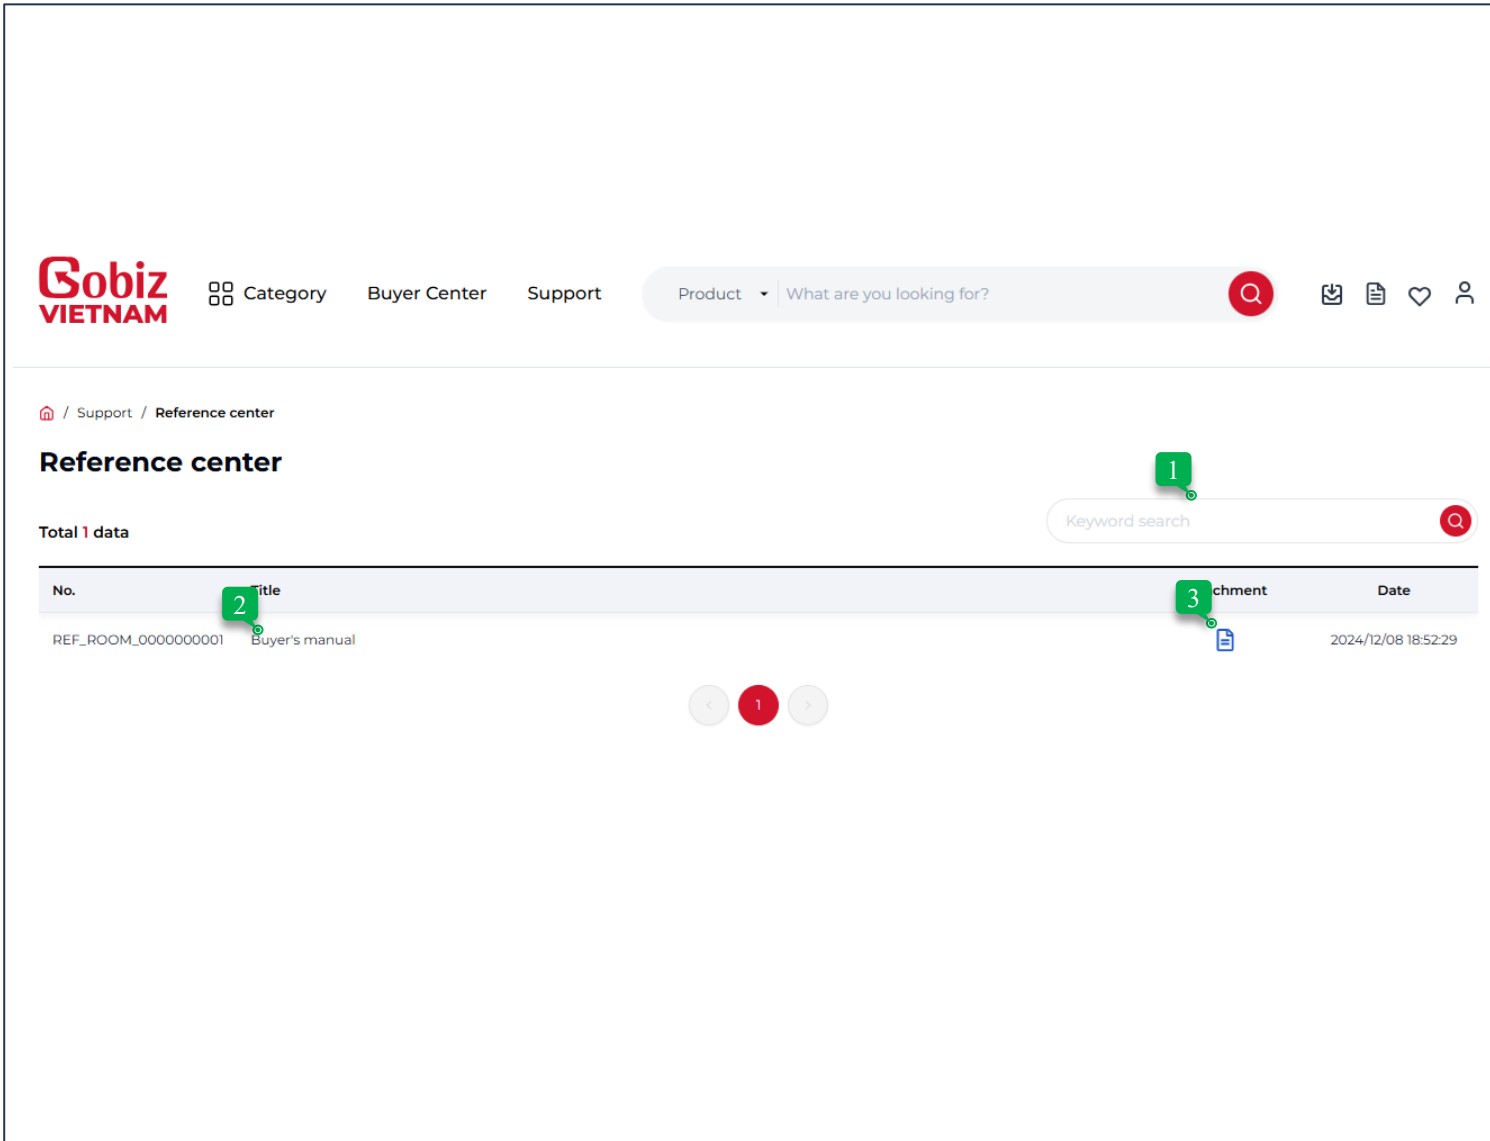 Gobiz
VIETNAM
Category Buyer Center Support Product What are you looking for?
/ Support / Reference center
Reference center
1
Keyword search
Total 1 data
No. Title chment Date
2 3
REF_ROOM_0000000001 Buyer's manual 2024/12/08 18:52:29
< 1 >